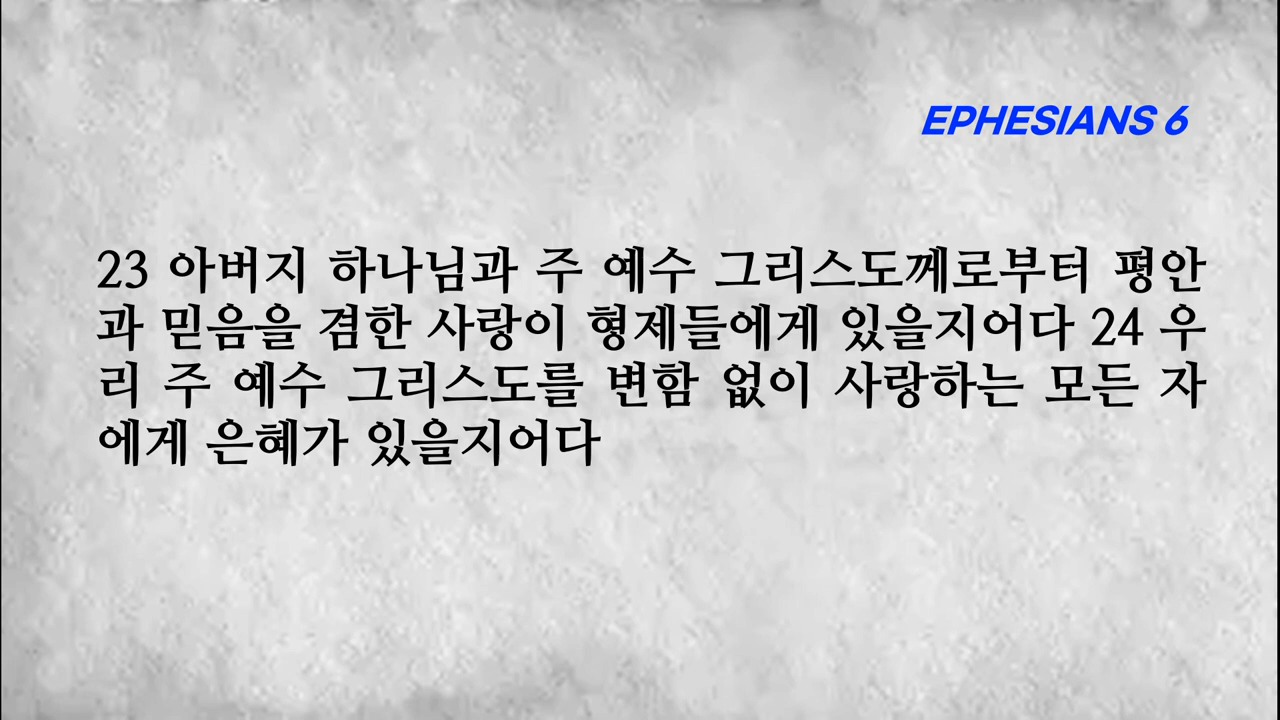 EPHESIANS 6
23 아버지 하나님과 주 예수 그리스도께로부터 평안
과 믿음을 겸한 사랑이 형제들에게 있을지어다 24 우
리 주 예수 그리스도를 변함 없이 사랑하는 모든 자
에게 은혜가 있을지어다